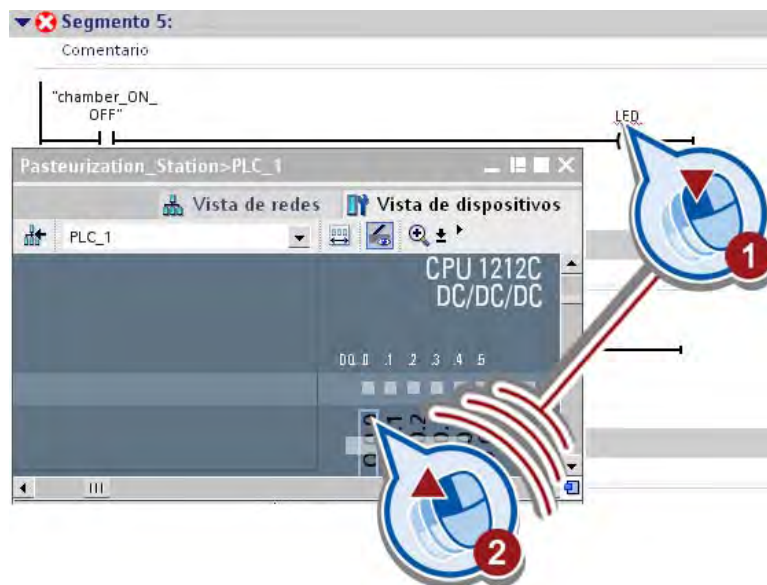 Segmento 5:
Comentario
"chamber_ON_
OFF"
LED
Pasteurization_Station>PLC_1
Vista de redes
Vista de dispositivos
PLC_1
CPU 1212C
DC/DC/DC
DQ .0 .1 .2 .3 .4 .5
1
2